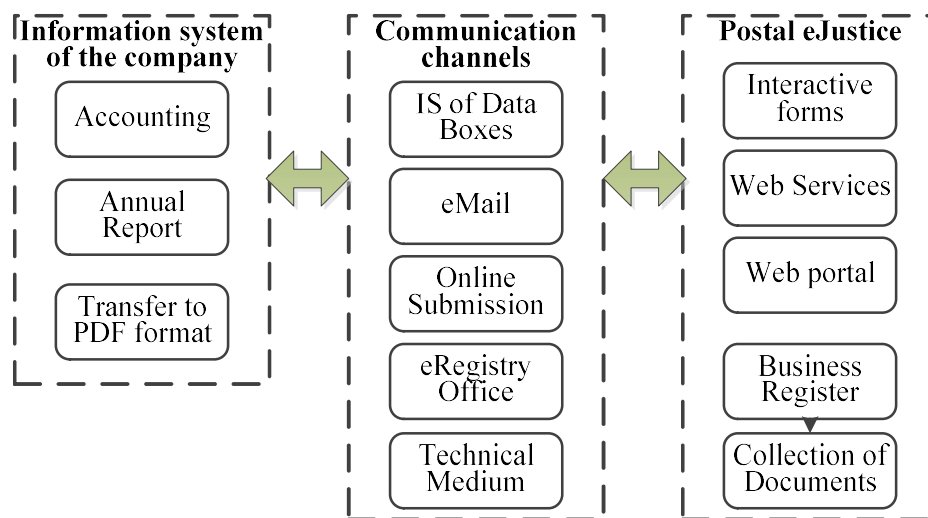 Information system
of the company
Accounting
Annual
Report
Transfer to
PDF format
Communication
channels
IS of Data
Boxes
eMail
Online
Submission
eRegistry
Office
Technical
Medium
Postal eJustice
Interactive
forms
Web Services
Web portal
Business
Register
Collection of
Documents